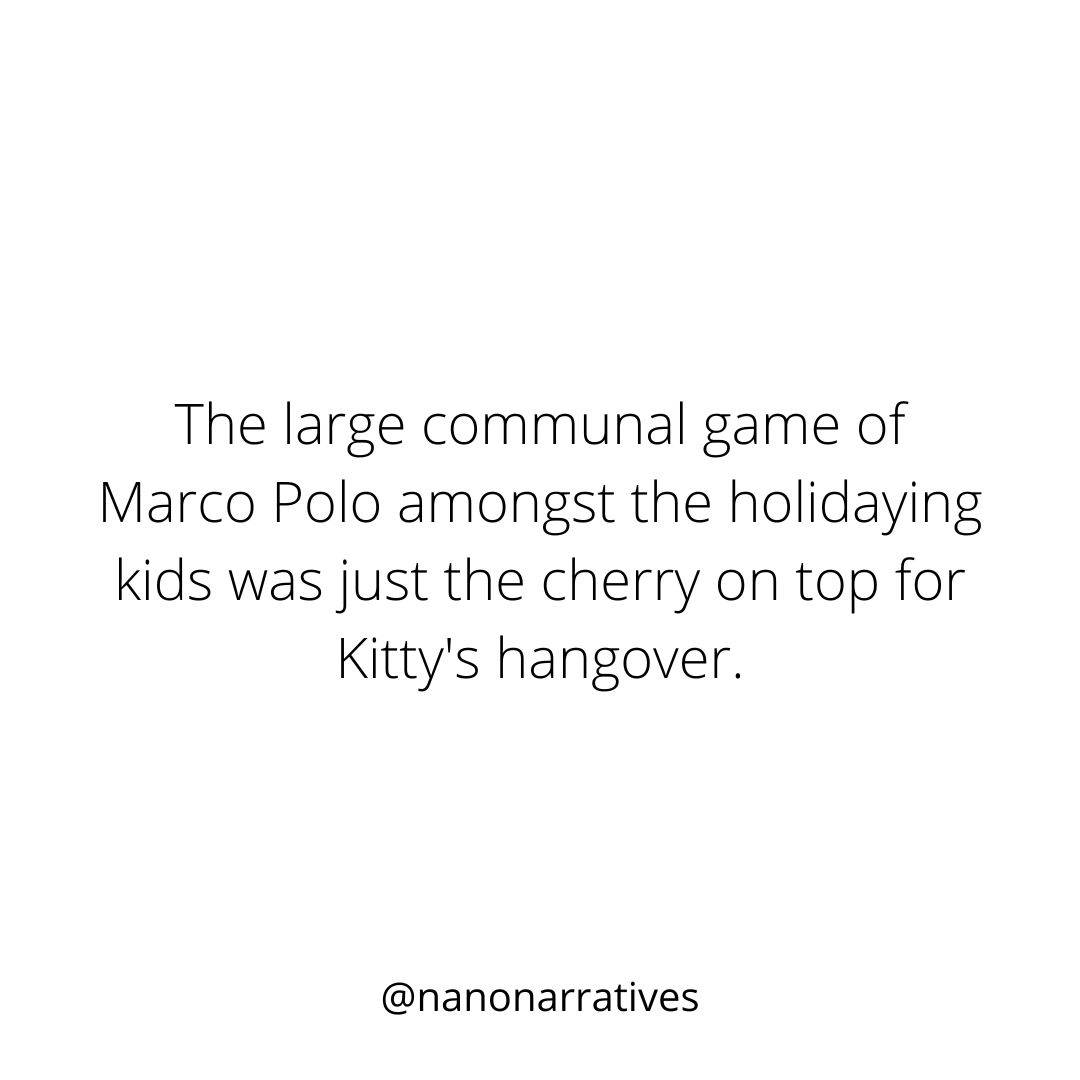 The large communal game of
Marco Polo amongst the holidaying
kids was just the cherry on top for
Kitty's hangover.
@nanonarratives